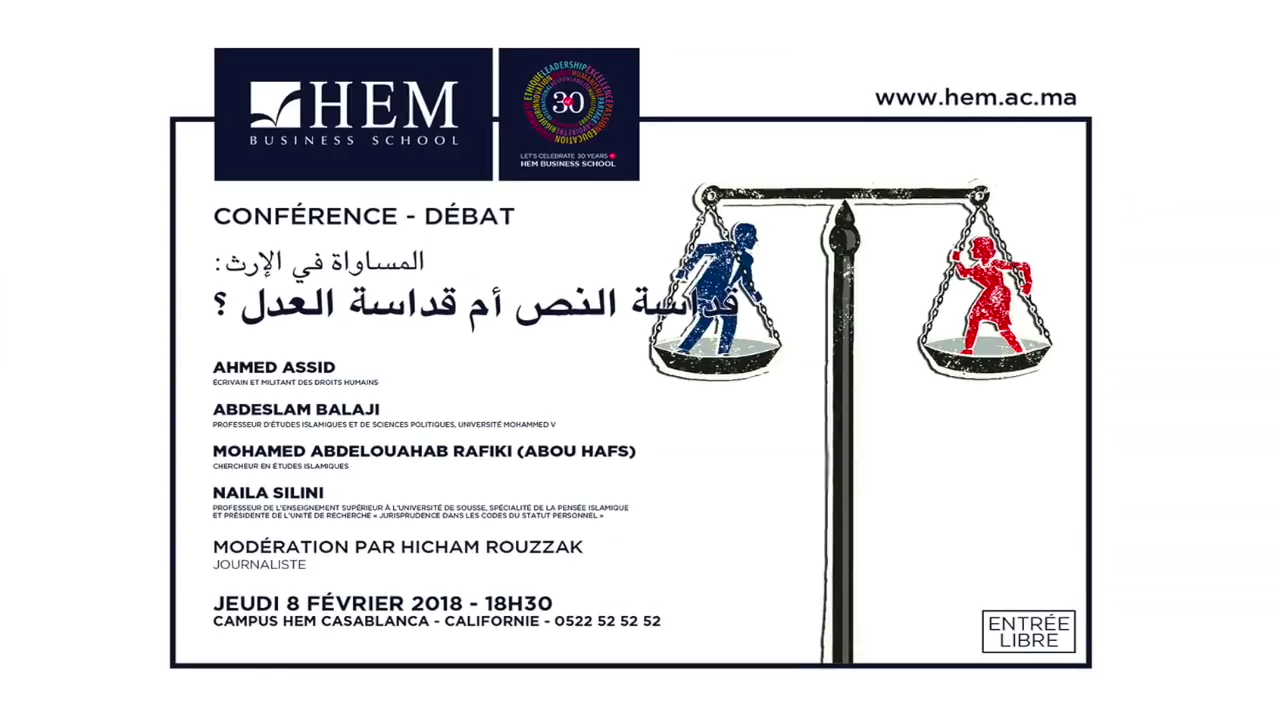 HEM
BUSINESS SCHOOL
30
LET'S CELEBRATE 30 YEARS
HEM BUSINESS SCHOOL
www.hem.ac.ma
CONFÉRENCE - DÉBAT
المساواة في الإرث:
قداسة النص أم قداسة العدل ؟
AHMED ASSID
ÉCRIVAIN ET MILITANT DES DROITS HUMAINS
ABDESLAM BALAJI
PROFESSEUR D'ÉTUDES ISLAMIQUES ET DE SCIENCES POLITIQUES, UNIVERSITÉ MOHAMMED V
MOHAMED ABDELOUAHAB RAFIKI (ABOU HAFS)
CHERCHEUR EN ÉTUDES ISLAMIQUES
NAILA SILINI
PROFESSEUR DE L'ENSEIGNEMENT SUPÉRIEUR À L'UNIVERSITÉ DE SOUSSE, SPÉCIALITÉ DE LA PENSÉE ISLAMIQUE
ET PRÉSIDENTE DE L'UNITÉ DE RECHERCHE « JURISPRUDENCE DANS LES CODES DU STATUT PERSONNEL »
MODÉRATION PAR HICHAM ROUZZAK
JOURNALISTE
JEUDI 8 FÉVRIER 2018 - 18H30
CAMPUS HEM CASABLANCA - CALIFORNIE - 0522 52 52 52
ENTRÉE
LIBRE